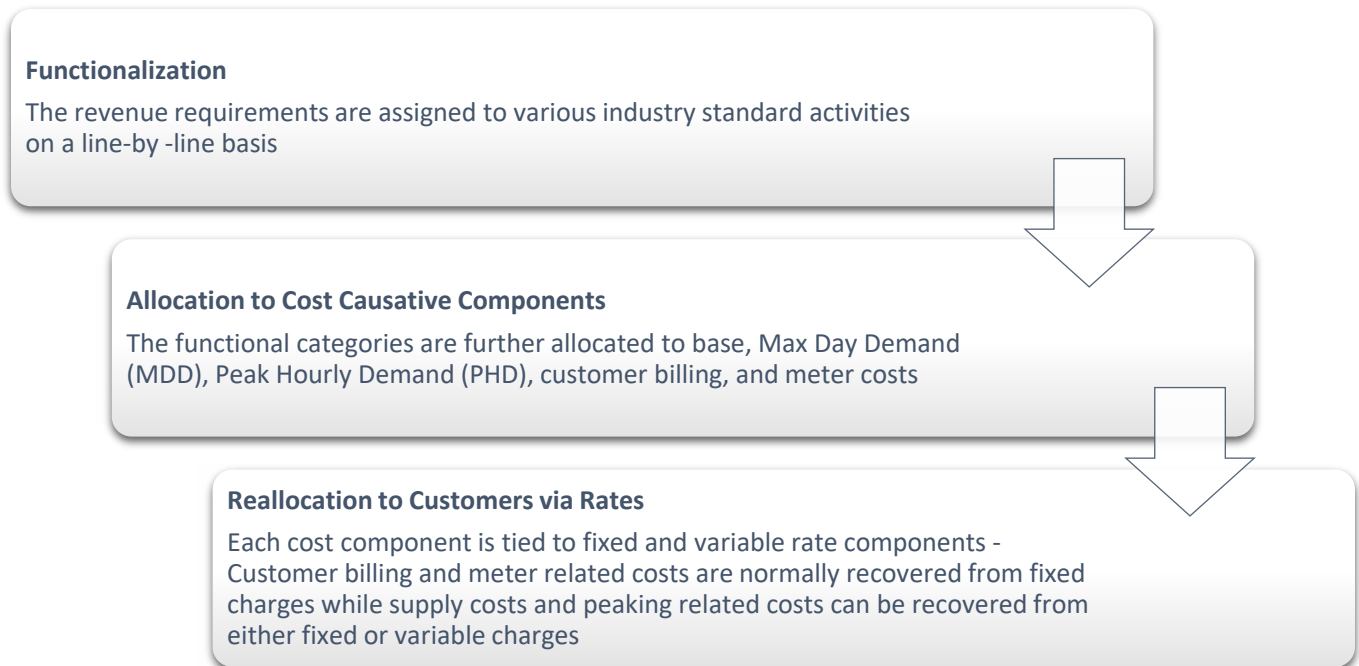 Functionalization
The revenue requirements are assigned to various industry standard activities
on a line-by -line basis
Allocation to Cost Causative Components
The functional categories are further allocated to base, Max Day Demand
(MDD), Peak Hourly Demand (PHD), customer billing, and meter costs
Reallocation to Customers via Rates
Each cost component is tied to fixed and variable rate components -
Customer billing and meter related costs are normally recovered from fixed
charges while supply costs and peaking related costs can be recovered from
either fixed or variable charges